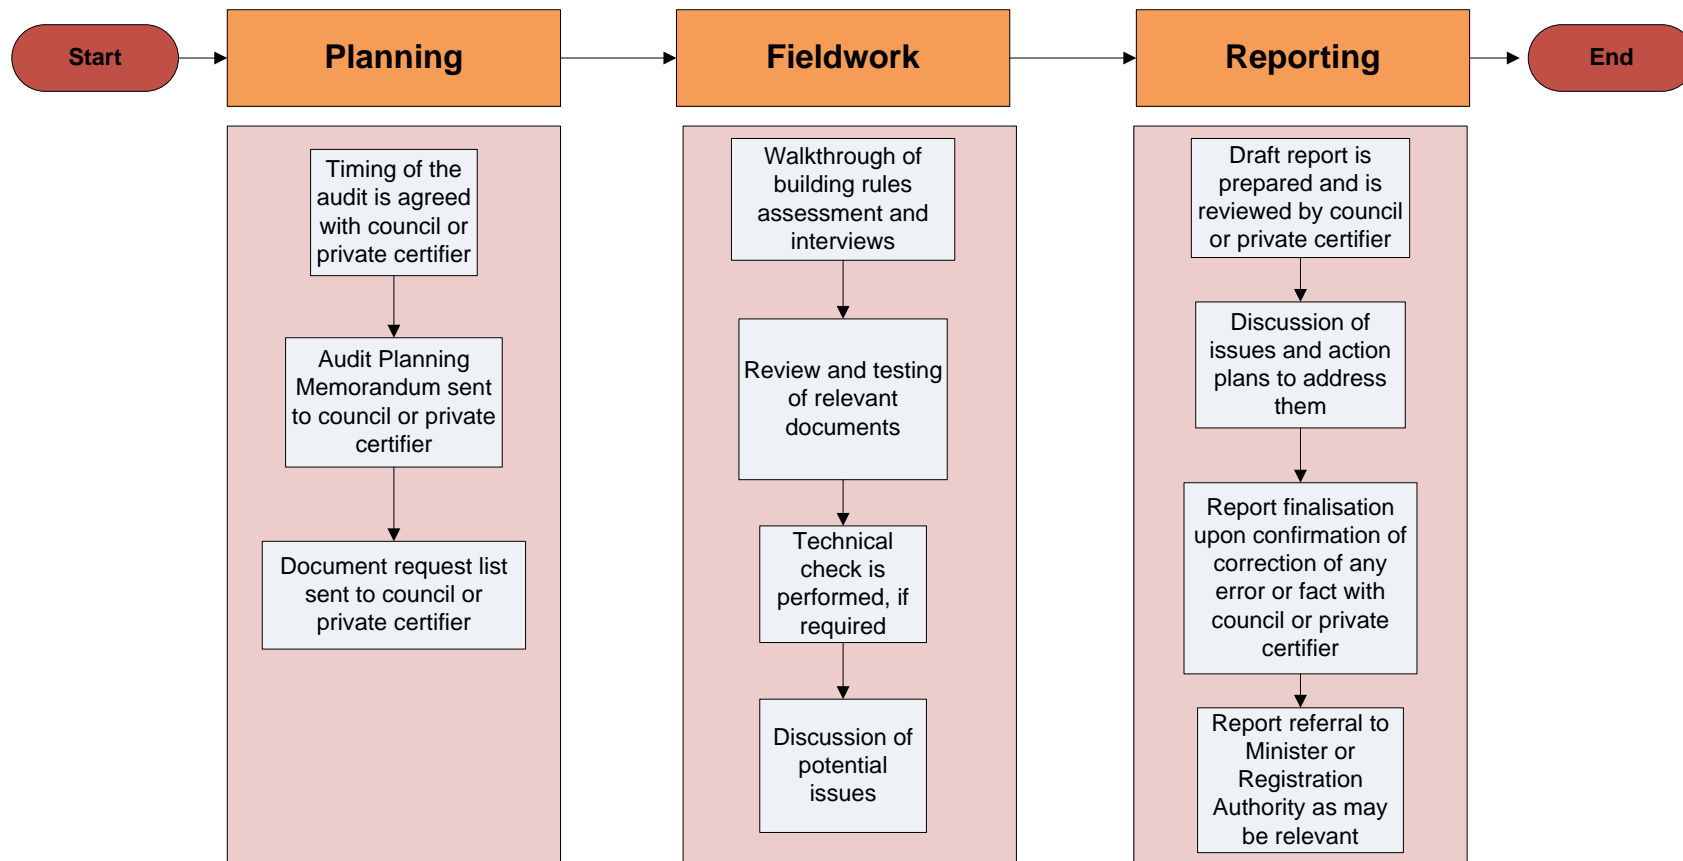 Start
Planning
Fieldwork
Reporting
End
Timing of the
audit is agreed
with council or
private certifier
Audit Planning
Memorandum sent
to council or private
certifier
Document request list
sent to council or
private certifier
Walkthrough of
building rules
assessment and
interviews
Review and testing
of relevant
documents
Technical
check is
performed, if
required
Discussion of
potential
issues
Draft report is
prepared and is
reviewed by council
or private certifier
Discussion of
issues and action
plans to address
them
Report finalisation
upon confirmation of
correction of any
error or fact with
council or private
certifier
Report referral to
Minister or
Registration
Authority as may
be relevant